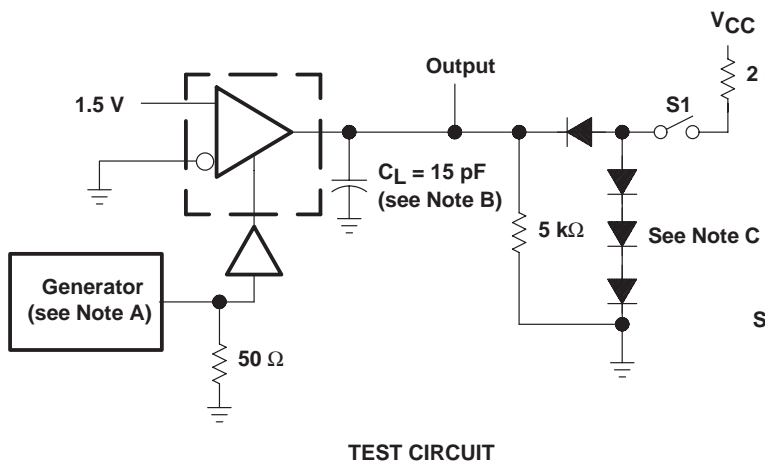 VCC
2
Output
S1
1.5 V
CL = 15 pF
(see Note B)
5 kΩ
See Note C
Generator
(see Note A)
S
50 Ω
TEST CIRCUIT